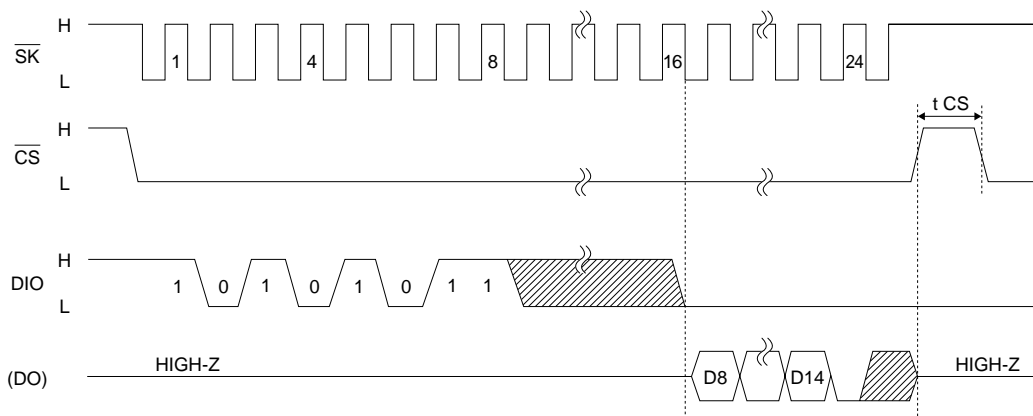 H
SK
L
1 4 8 16 24
t CS
H
CS
L
H
DIO
L
1 0 1 0 1 0 1 1
HIGH-Z
(DO)
D8 D14
HIGH-Z